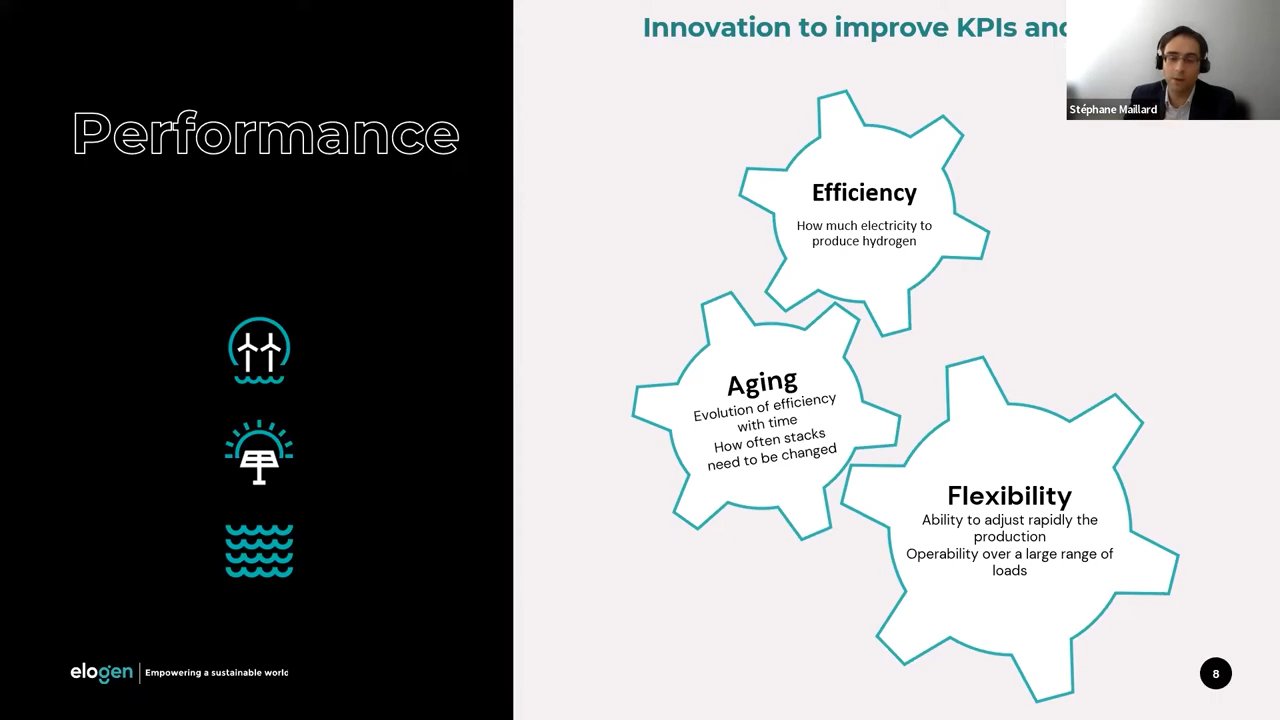 Performance
elogen
Empowering a sustainable world
Innovation to improve KPIs and
Stéphane Maillard
Efficiency
How much electricity to
produce hydrogen
Aging
Evolution of efficiency
with time
How often stacks
need to be changed
Flexibility
Ability to adjust rapidly the
production
Operability over a large range of
loads
8